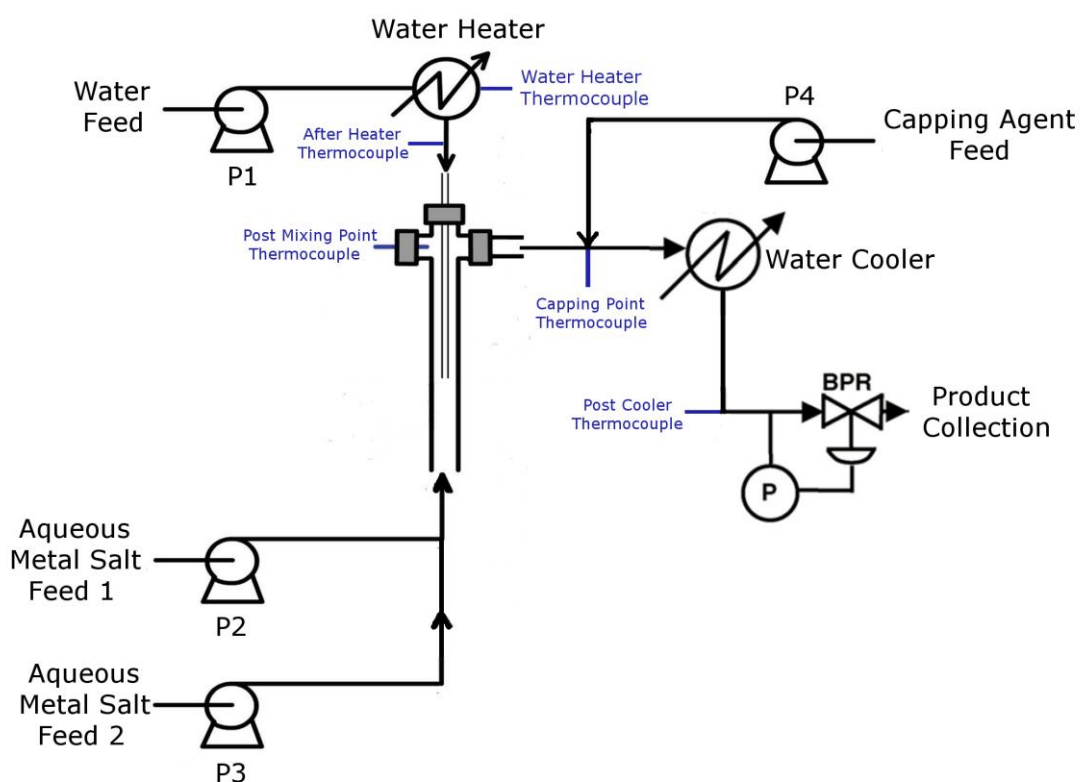 Water Heater
Water
Feed
P1
Water Heater
Thermocouple
After Heater
Thermocouple
P4
Capping Agent
Feed
Post Mixing Point
Thermocouple
Water Cooler
Capping Point
Thermocouple
BPR
Product
Collection
Post Cooler
Thermocouple
P
Aqueous
Metal Salt
Feed 1
P2
Aqueous
Metal Salt
Feed 2
P3